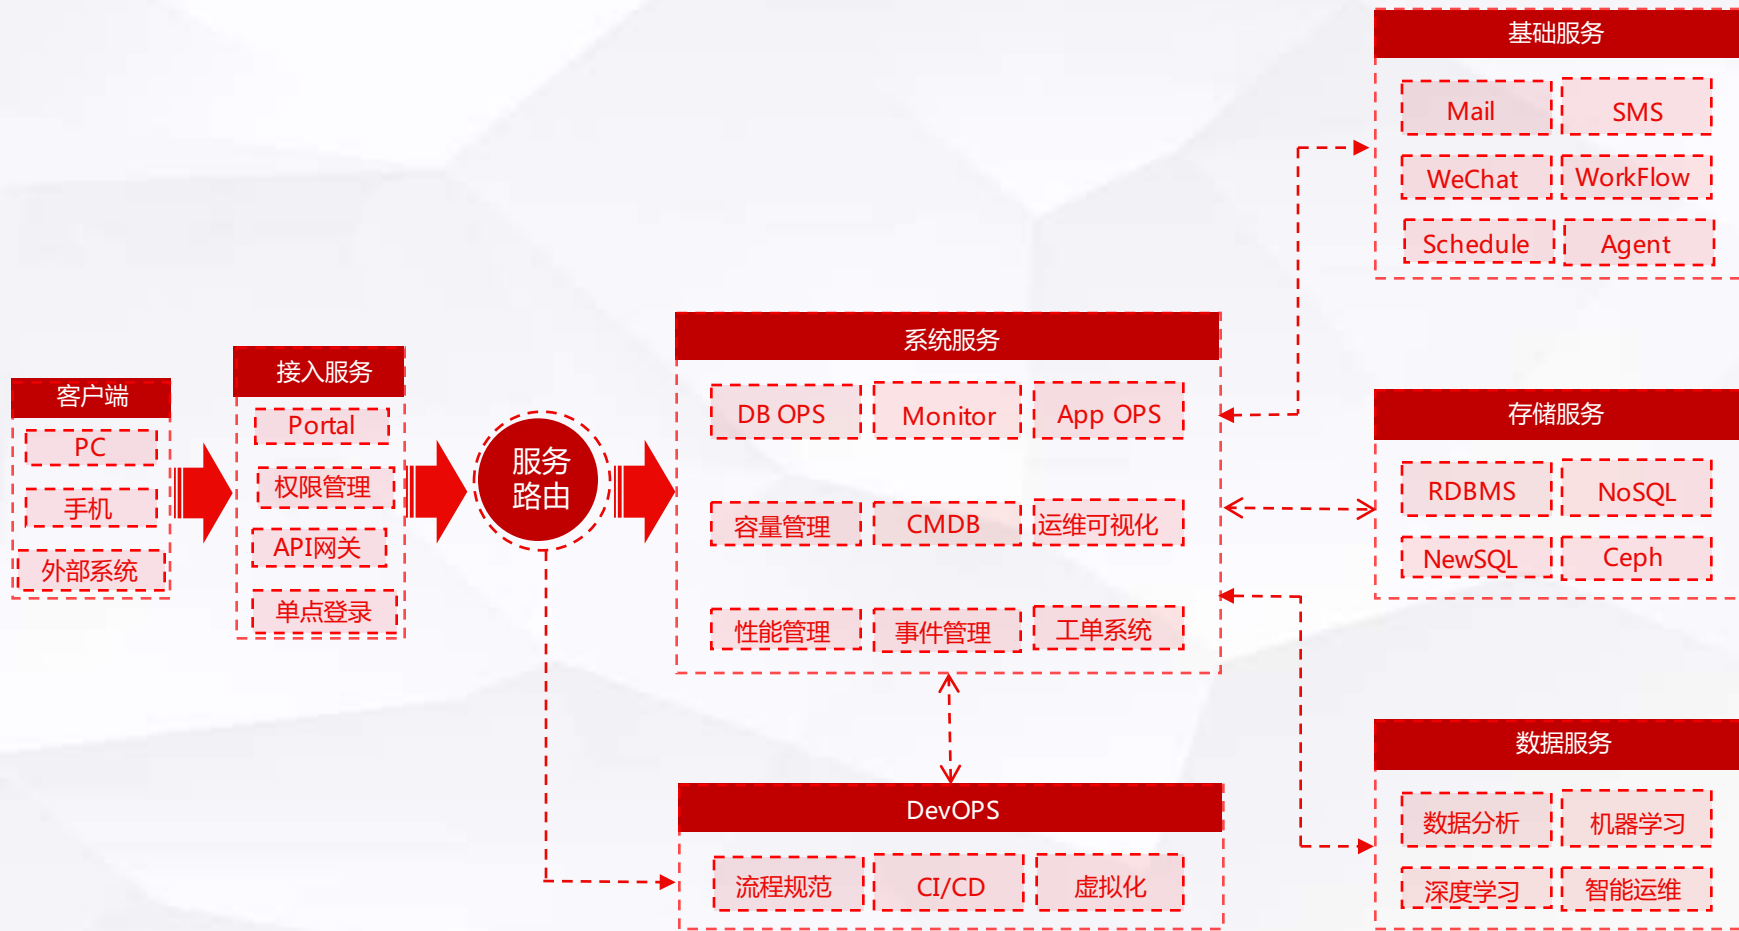 客户端
PC
手机
外部系统
接入服务
Portal
权限管理
API网关
单点登录
服务
路由
系统服务
DB OPS
Monitor
App OPS
容量管理
CMDB
运维可视化
性能管理
事件管理
工单系统
DevOPS
流程规范
CI/CD
虚拟化
基础服务
Mail
SMS
WeChat
WorkFlow
Schedule
Agent
存储服务
RDBMS
NoSQL
NewSQL
Ceph
数据服务
数据分析
机器学习
深度学习
智能运维